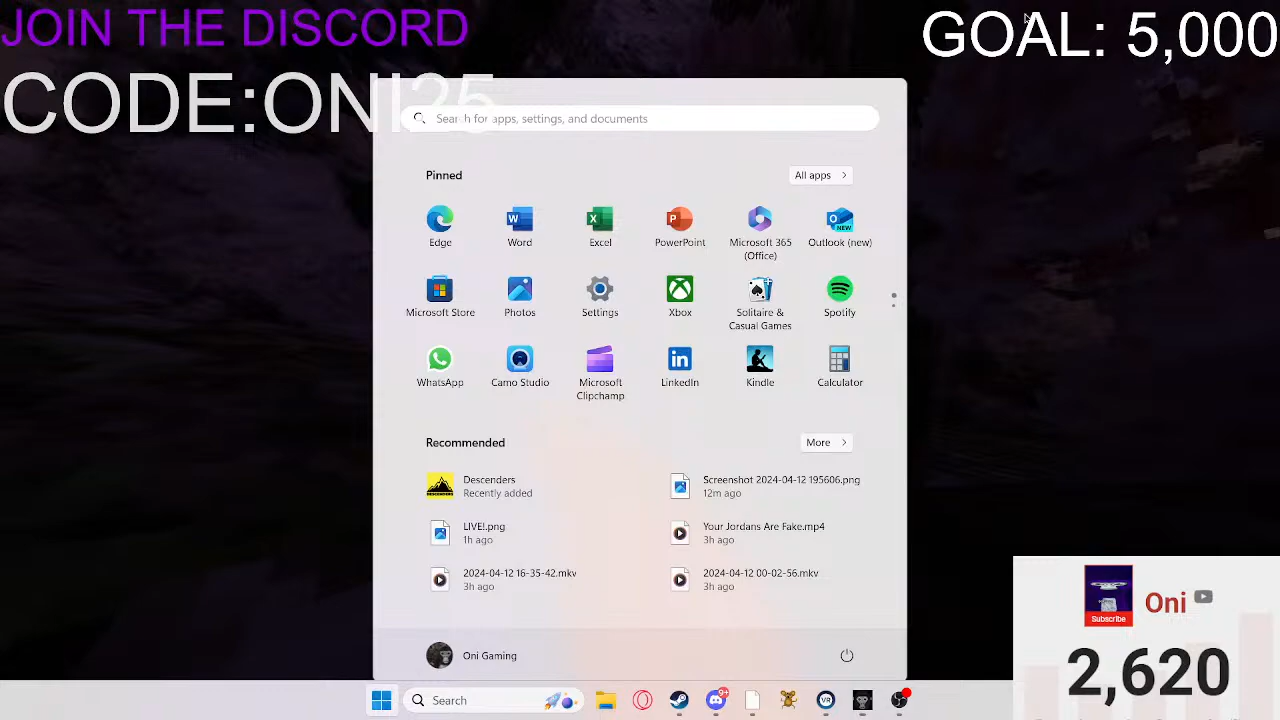 JOIN THE DISCORD
GOAL: 5,000
CODE:ONI25
Search for apps, settings, and documents
Pinned
All apps
Edge
Word
Excel
PowerPoint
Microsoft 365 (Office)
Outlook (new)
Microsoft Store
Photos
Settings
Xbox
Solitaire & Casual Games
Spotify
WhatsApp
Camo Studio
Microsoft Clipchamp
LinkedIn
Kindle
Calculator
Recommended
More
Descenders
Recently added
Screenshot 2024-04-12 195606.png
12m ago
LIVE!.png
1h ago
Your Jordans Are Fake.mp4
3h ago
2024-04-12 16-35-42.mkv
3h ago
2024-04-12 00-02-56.mkv
3h ago
Oni Gaming
Search
Subscribe
Oni
2,620